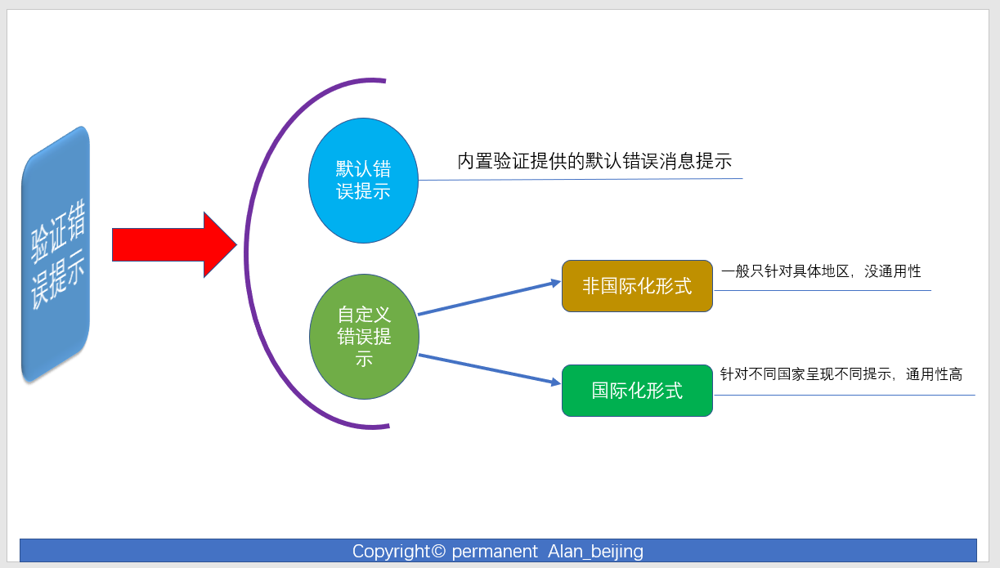 验证错
误提示
默认错
误提示
内置验证提供的默认错误消息提示
自定义
错误提
示
非国际化形式
一般只针对具体地区，没通用性
国际化形式
针对不同国家呈现不同提示，通用性高
Copyright© permanent  Alan_beijing